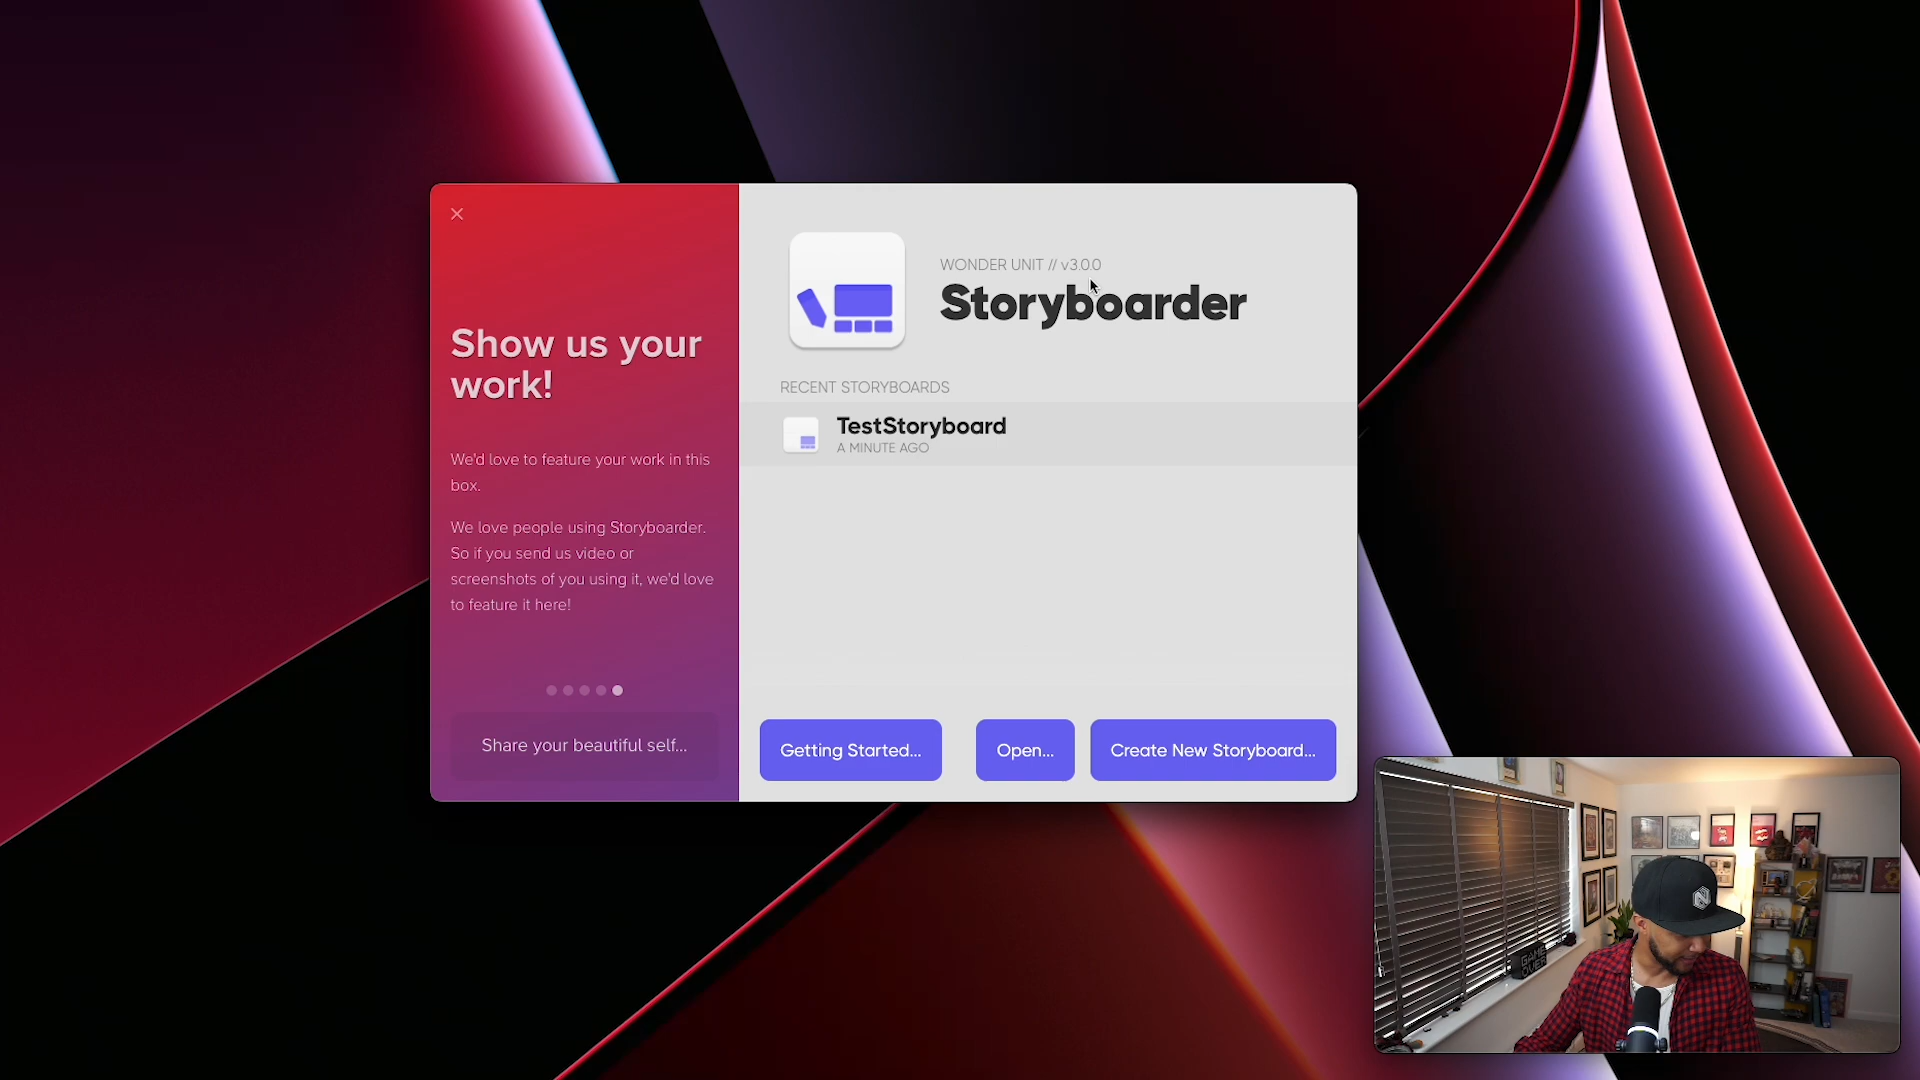 Show us your
work!
We'd love to feature your work in this
box.
We love people using Storyboarder.
So if you send us video or
screenshots of you using it, we'd love
to feature it here!
Share your beautiful self...
WONDER UNIT // v3.0.0
Storyboarder
RECENT STORYBOARDS
TestStoryboard
A MINUTE AGO
Getting Started...
Open...
Create New Storyboard...
GAME
OVER